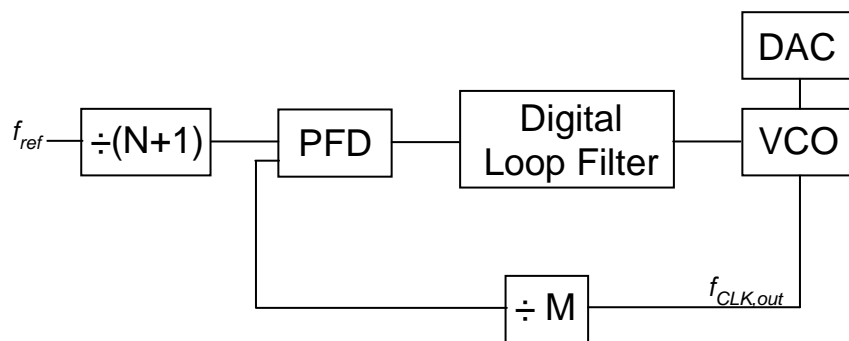 DAC
f_ref
÷(N+1)
PFD
Digital
Loop Filter
VCO
f_CLK,out
÷ M